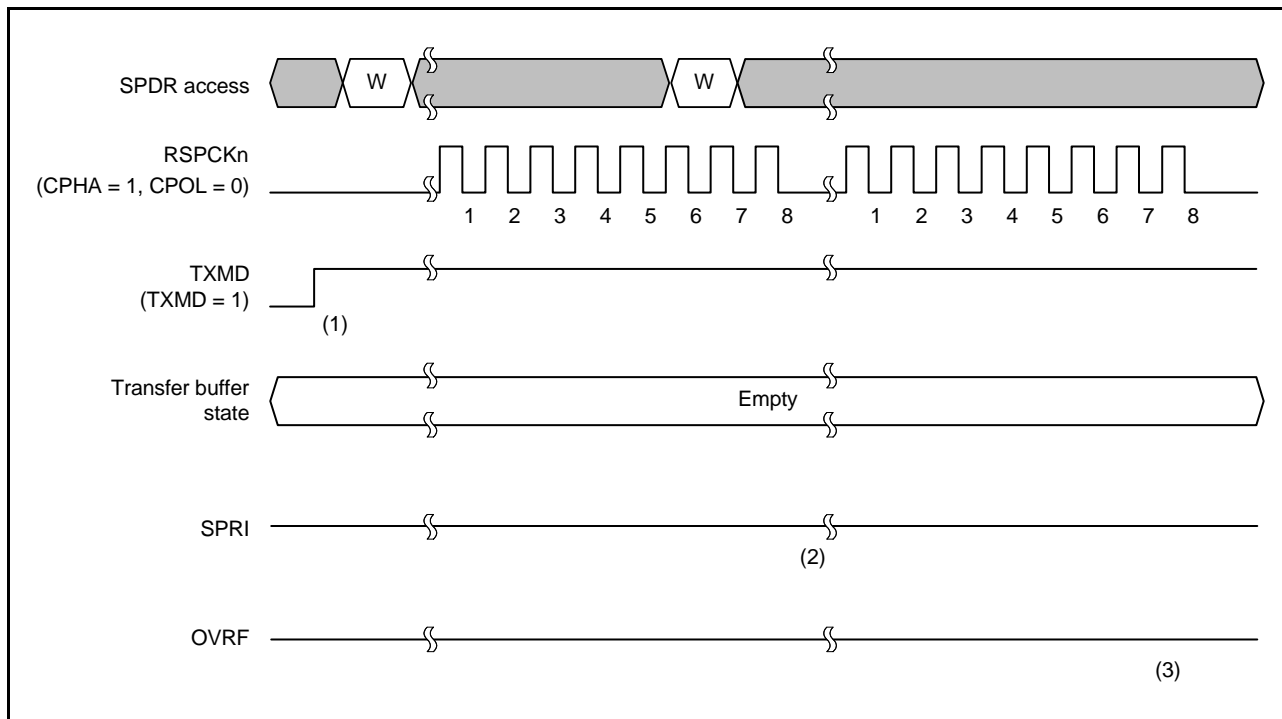 SPDR access
W
W
RSPCKn
(CPHA = 1, CPOL = 0)
1 2 3 4 5 6 7 8
1 2 3 4 5 6 7 8
TXMD
(TXMD = 1)
(1)
Transfer buffer
state
Empty
SPRI
(2)
OVRF
(3)